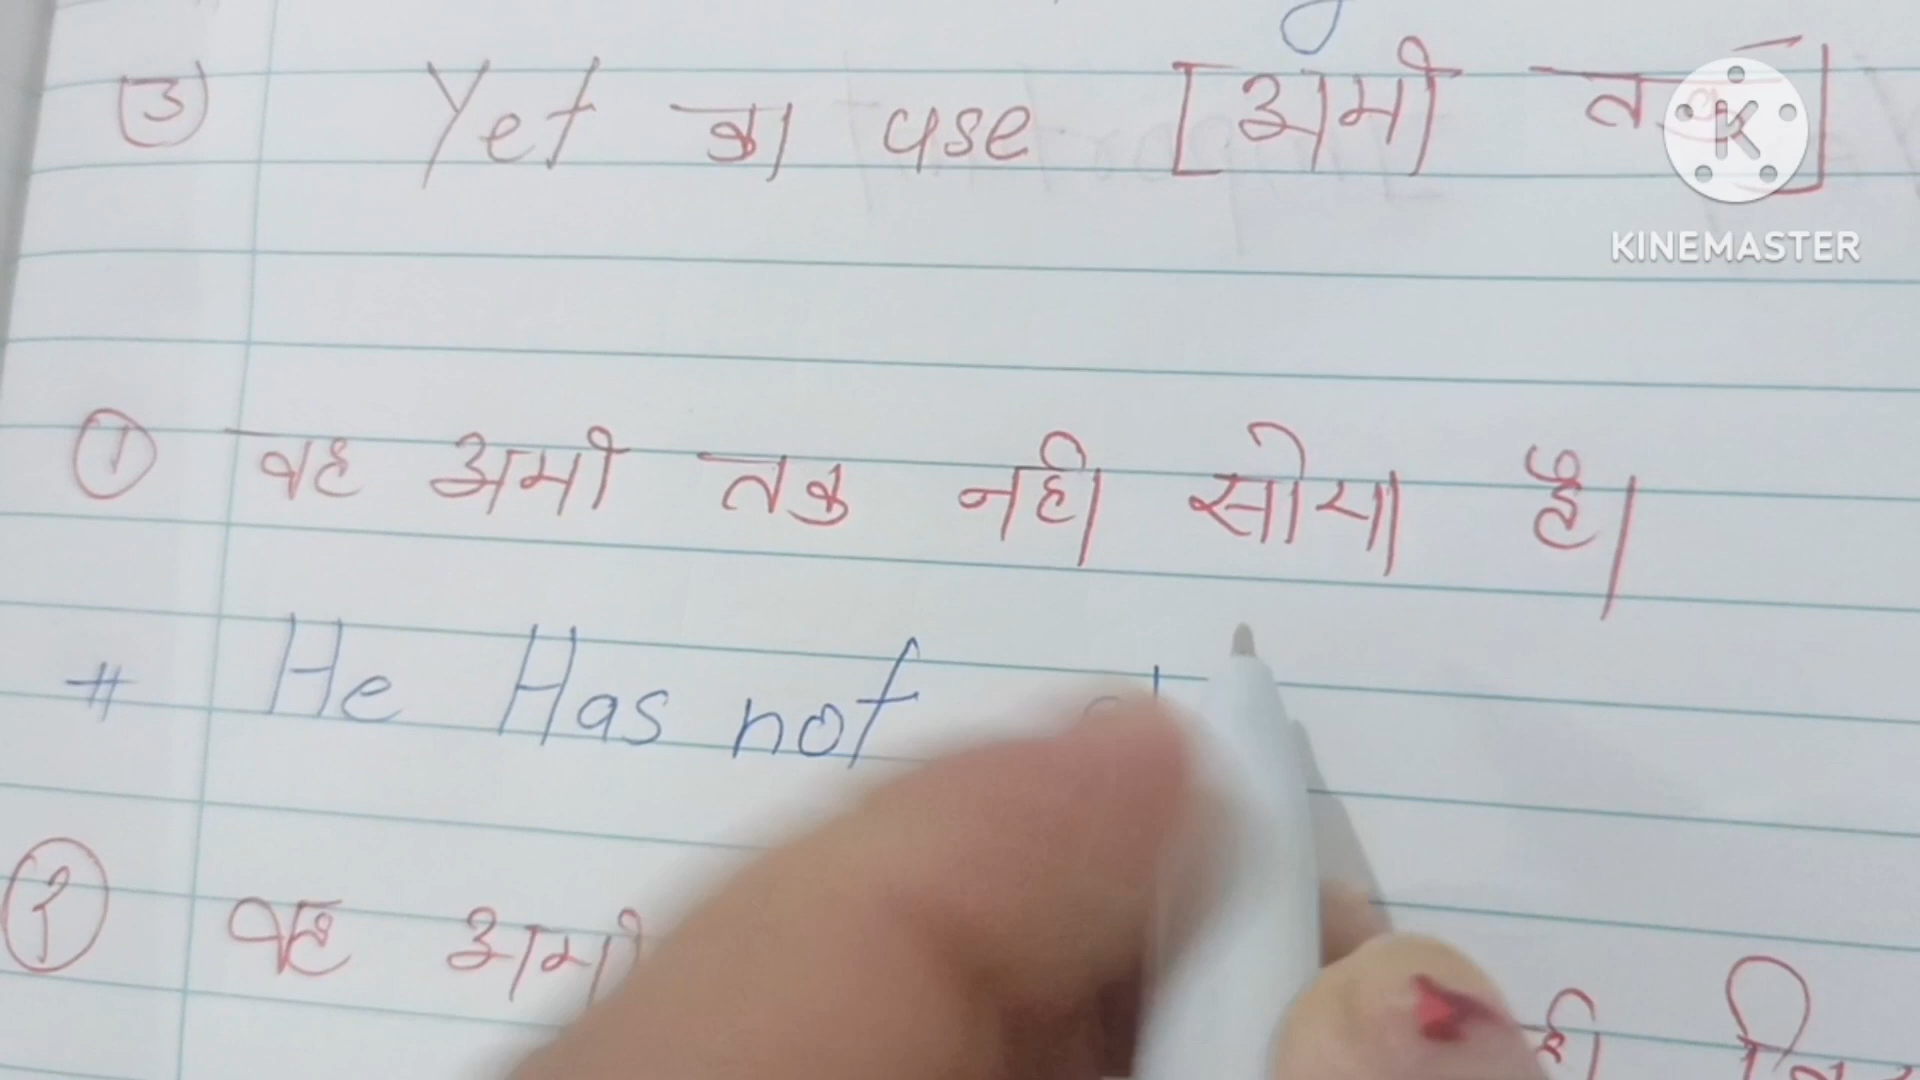 3 Yet का use [अभी तक]
KINEMASTER
1 वह अभी तक नही सोया है।
# He Has not
2 वह अभी